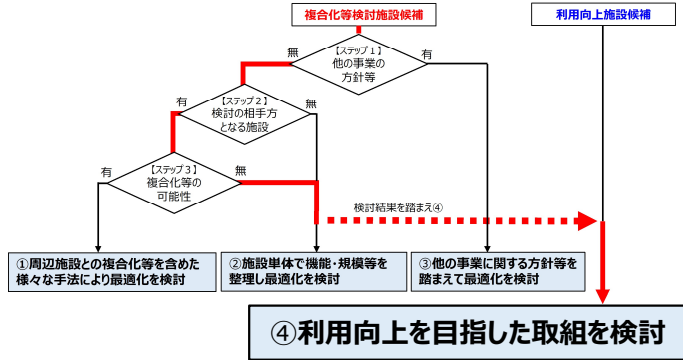 複合化等検討施設候補
利用向上施設候補
【ステップ1】
他の事業の
方針等
無
有
【ステップ2】
検討の相手方
となる施設
有
無
【ステップ3】
複合化等の
可能性
有
無
検討結果を踏まえ④
①周辺施設との複合化等を含めた
様々な手法により最適化を検討
②施設単体で機能・規模等を
整理し最適化を検討
③他の事業に関する方針等を
踏まえて最適化を検討
④利用向上を目指した取組を検討